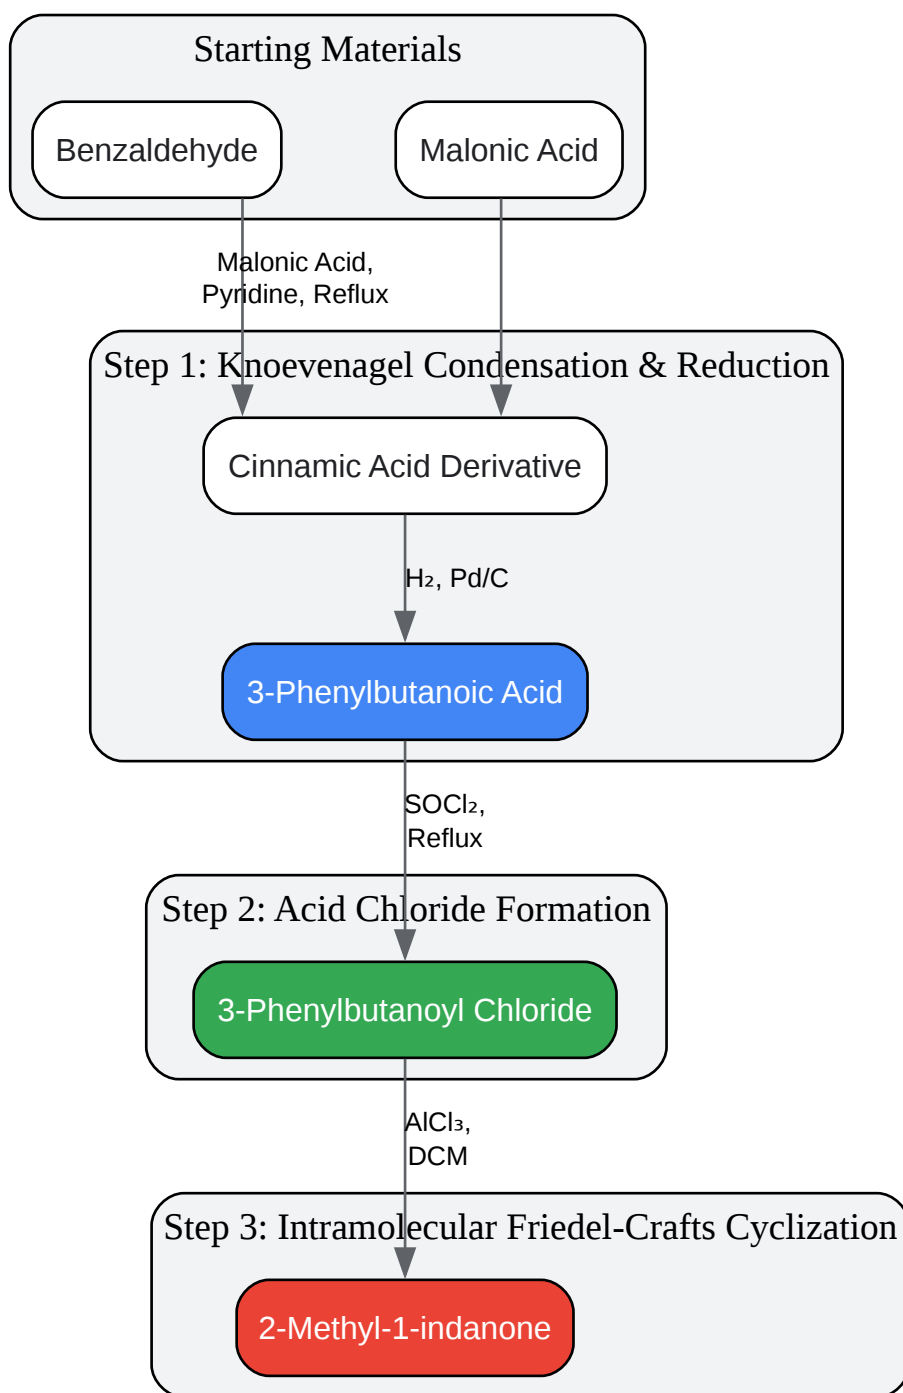 Starting Materials
Benzaldehyde
Malonic Acid
Malonic Acid,
Pyridine, Reflux
Step 1: Knoevenagel Condensation & Reduction
Cinnamic Acid Derivative
H₂, Pd/C
3-Phenylbutanoic Acid
SOCl₂,
Reflux
Step 2: Acid Chloride Formation
3-Phenylbutanoyl Chloride
AlCl₃,
DCM
Step 3: Intramolecular Friedel-Crafts Cyclization
2-Methyl-1-indanone